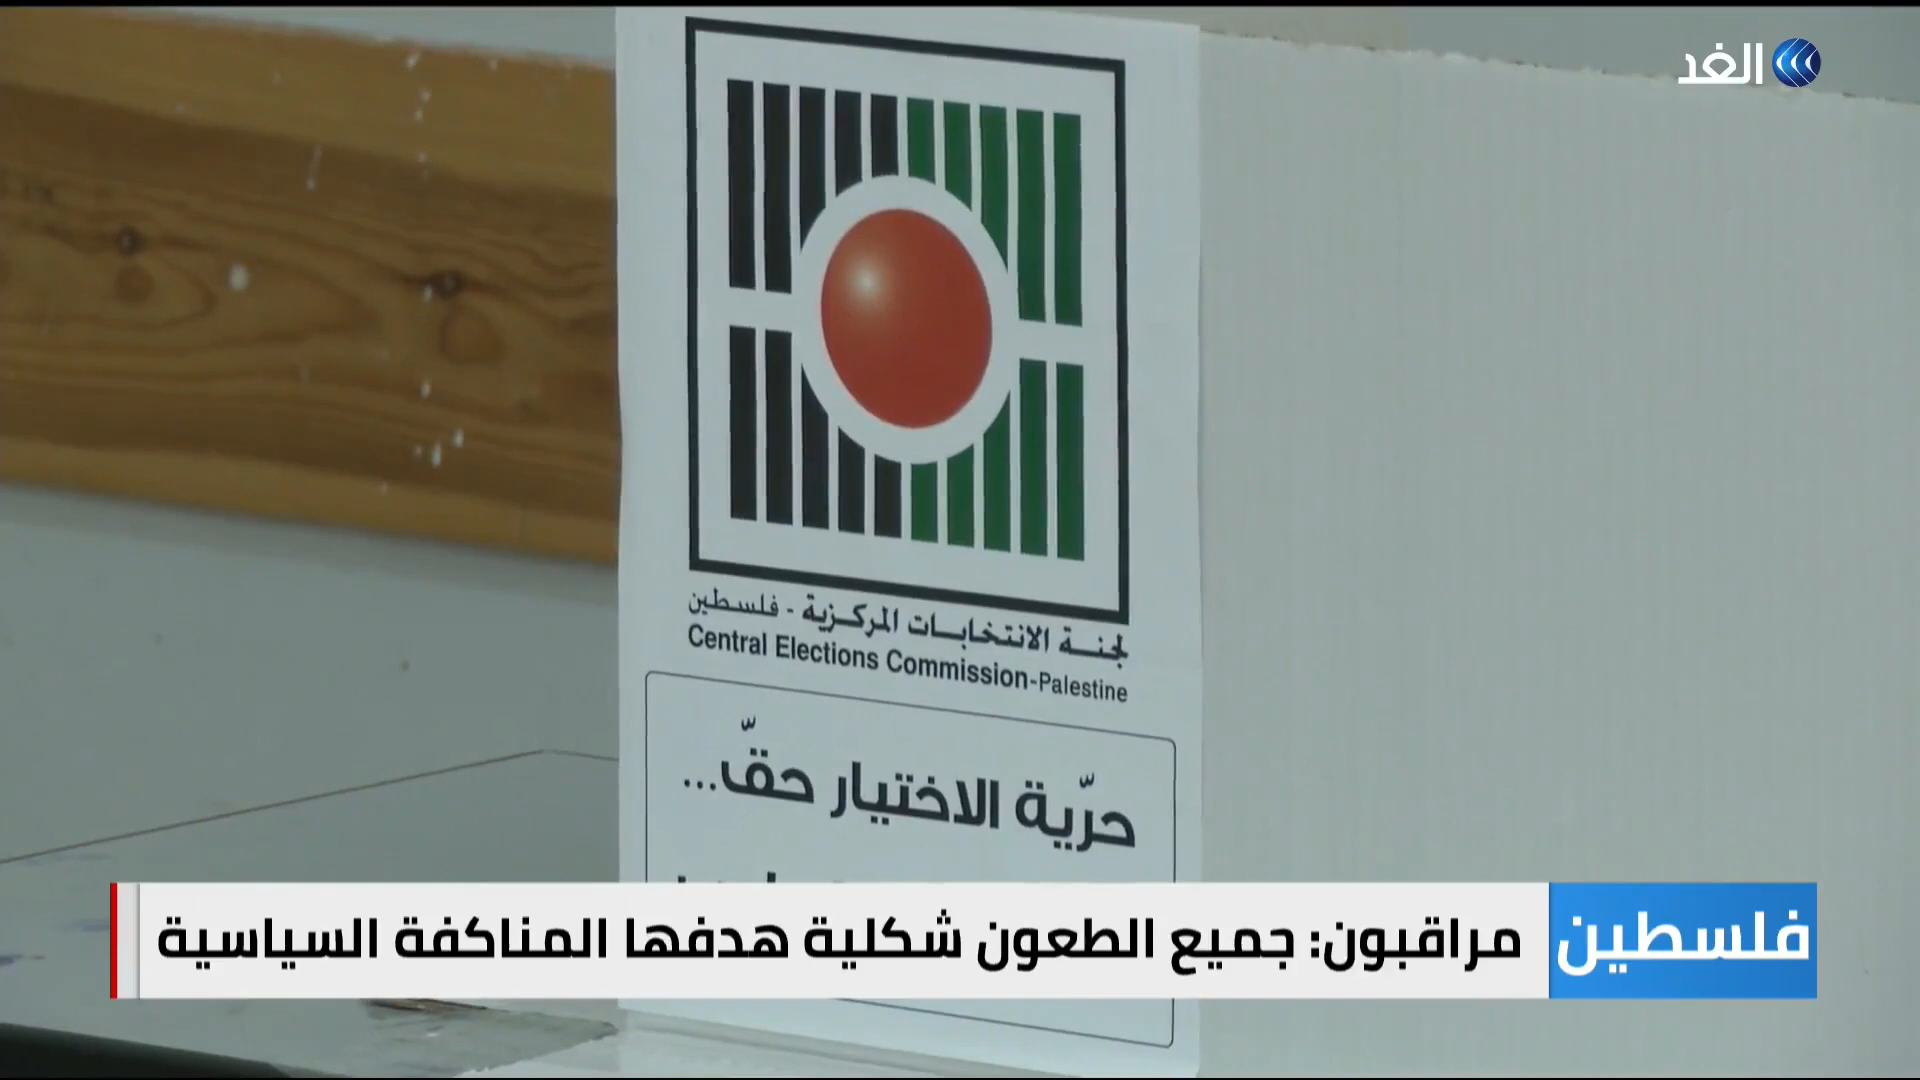 الغد
لجنة الانتخابات المركزية - فلسطين
Central Elections Commission-Palestine
حرّية الاختيار حقّ...
فلسطين
مراقبون: جميع الطعون شكلية هدفها المناكفة السياسية